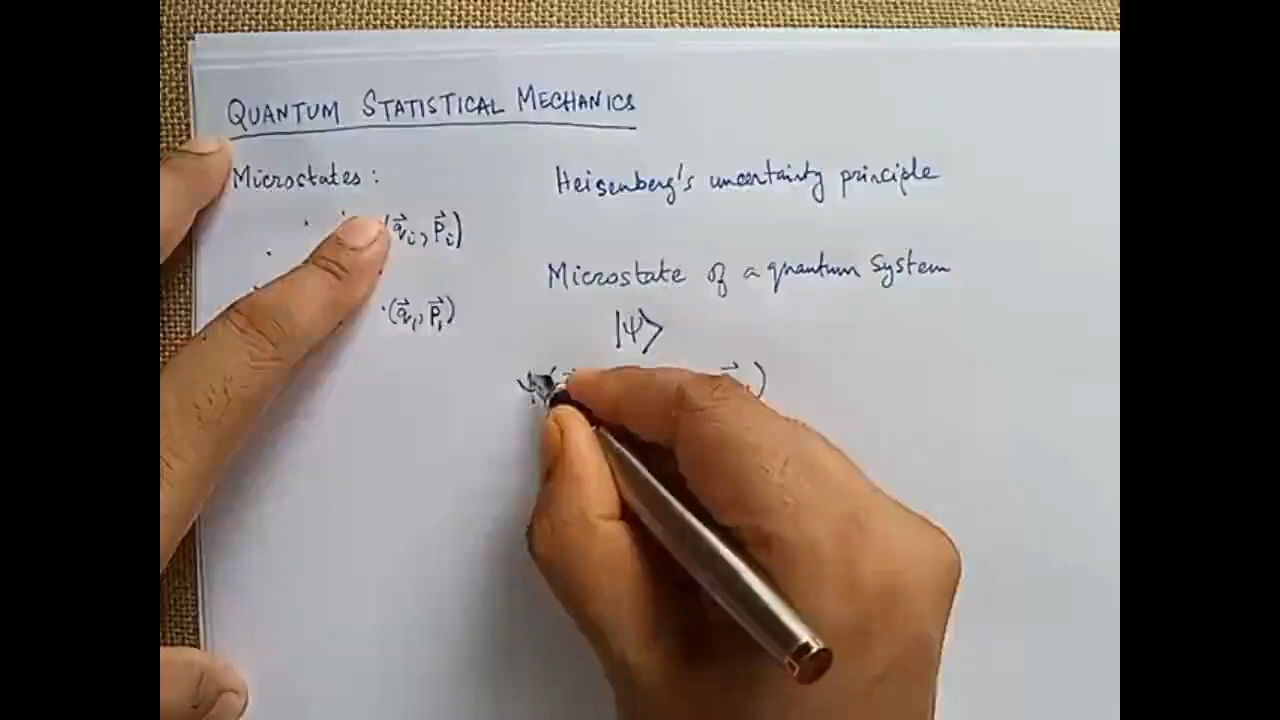 QUANTUM STATISTICAL MECHANICS
Microstates :
(q⃗ᵢ, p⃗ᵢ)
(q⃗₁, p⃗₁)
Heisenberg's uncertainty principle
Microstate of a quantum system
|ψ⟩